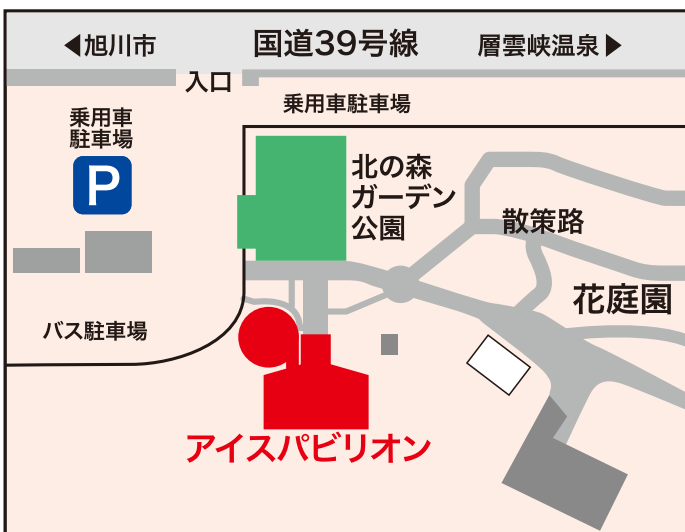 ◀旭川市
国道39号線
層雲峡温泉▶
入口
乗用車駐車場
乗用車
駐車場
P
北の森
ガーデン
公園
散策路
花庭園
バス駐車場
アイスパビリオン